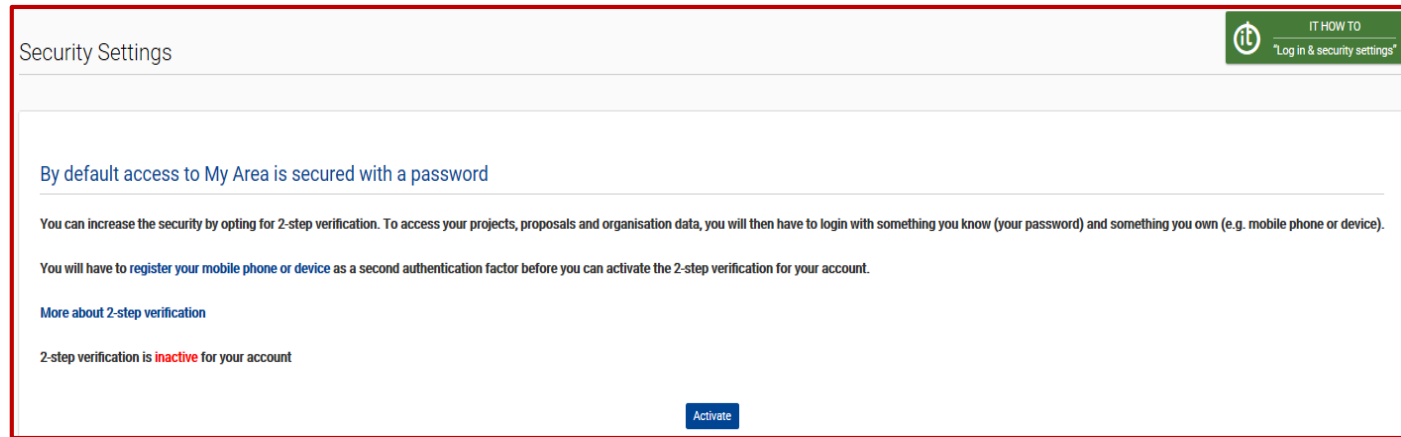 IT HOW TO
Security Settings
"Log in & security settings"
By default access to My Area is secured with a password
You can increase the security by opting for 2-step verification. To access your projects, proposals and organisation data, you will then have to login with something you know (your password) and something you own (e.g. mobile phone or device).
You will have to register your mobile phone or device as a second authentication factor before you can activate the 2-step verification for your account.
More about 2-step verification
2-step verification is inactive for your account
Activate